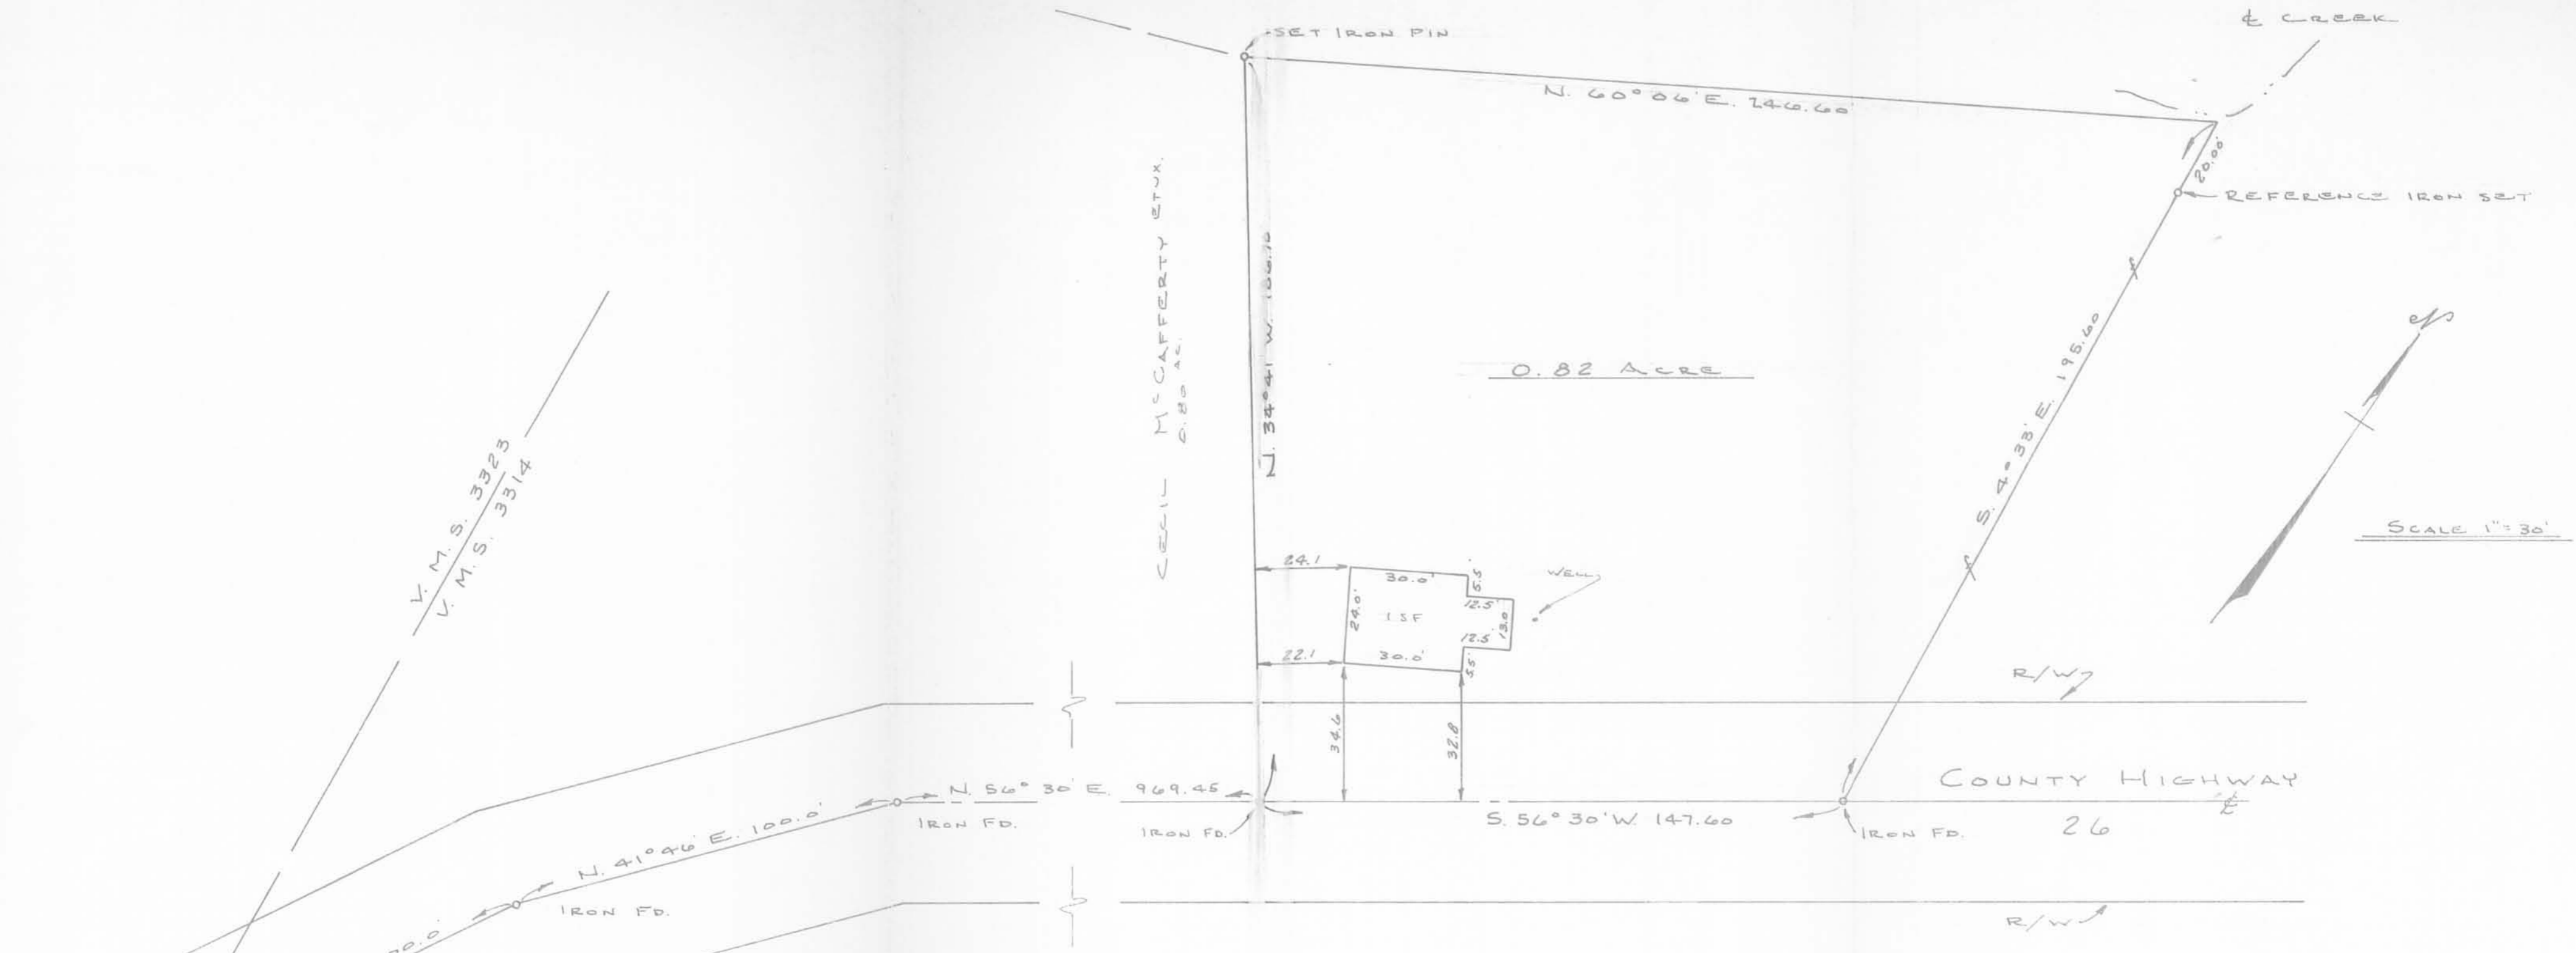 ℄ CREEK
SET IRON PIN
N. 60° 06' E. 246.60'
20.00'
REFERENCE IRON SET
CECIL McCAFFERTY ETUX.
0.80 AC.
N. 34° 41' W.
0.82 ACRE
S. 4° 33' E. 195.60
N
SCALE 1"=30'
V. M. S. 3323
V. M. S. 3314
24.1
30.0'
5.5'
12.5'
WELL
24.0'
1 SF
13.0
12.5'
22.1
30.0'
5.5'
R/W
34.6
32.8
COUNTY HIGHWAY
℄
26
N. 56° 30' E. 969.45
IRON FD.
IRON FD.
S. 56° 30' W. 147.60
IRON FD.
N. 41° 46' E. 100.0'
IRON FD.
R/W